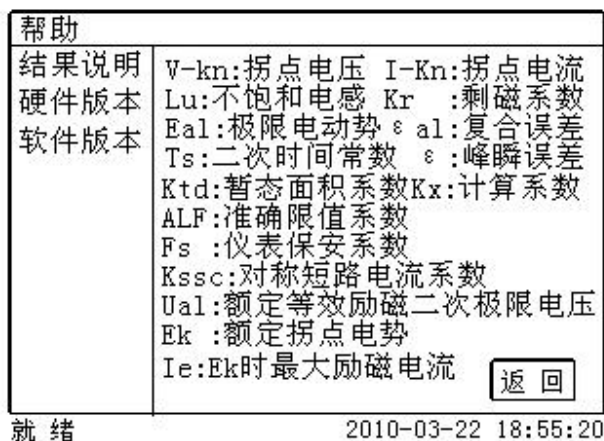 帮助
结果说明
硬件版本
软件版本
V-kn:拐点电压 I-Kn:拐点电流
Lu:不饱和电感 Kr :剩磁系数
Eal:极限电动势 εal:复合误差
Ts:二次时间常数 ε:峰瞬误差
Ktd:暂态面积系数Kx:计算系数
ALF:准确限值系数
Fs :仪表保安系数
Kssc:对称短路电流系数
Ual:额定等效励磁二次极限电压
Ek :额定拐点电势
Ie:Ek时最大励磁电流
返 回
就 绪 2010-03-22 18:55:20